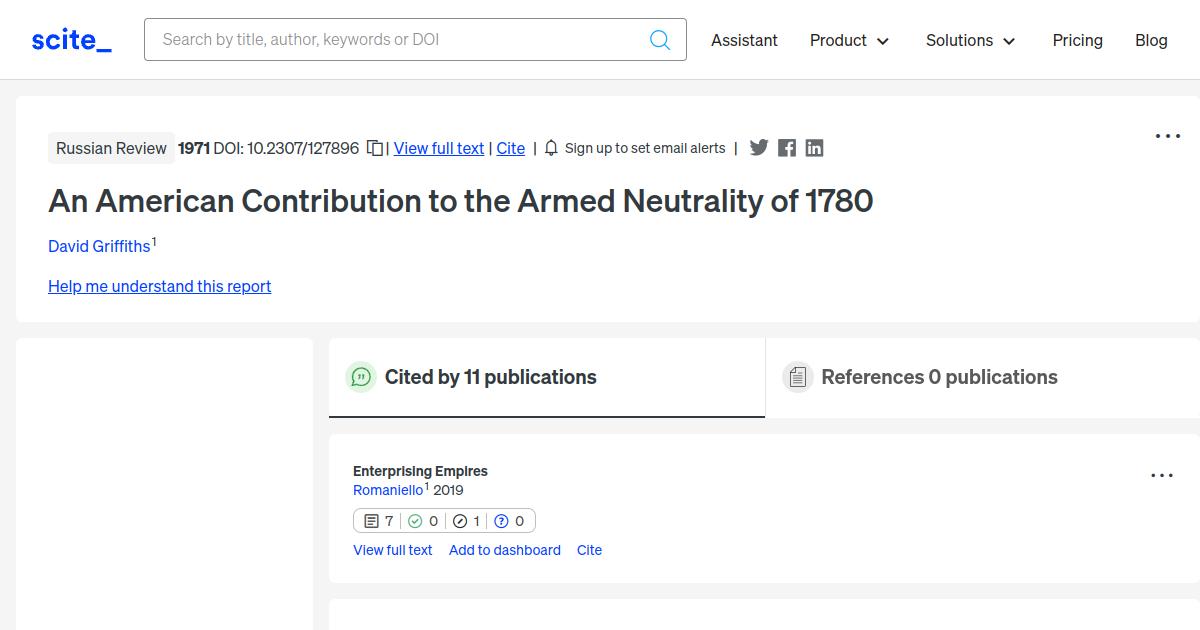 scite_
Search by title, author, keywords or DOI
Assistant
Product
Solutions
Pricing
Blog
Russian Review 1971 DOI: 10.2307/127896 | View full text | Cite | Sign up to set email alerts |
An American Contribution to the Armed Neutrality of 1780
David Griffiths 1
Help me understand this report
Cited by 11 publications
References 0 publications
Enterprising Empires
Romaniello 1 2019
7 0 1 0
View full text Add to dashboard Cite